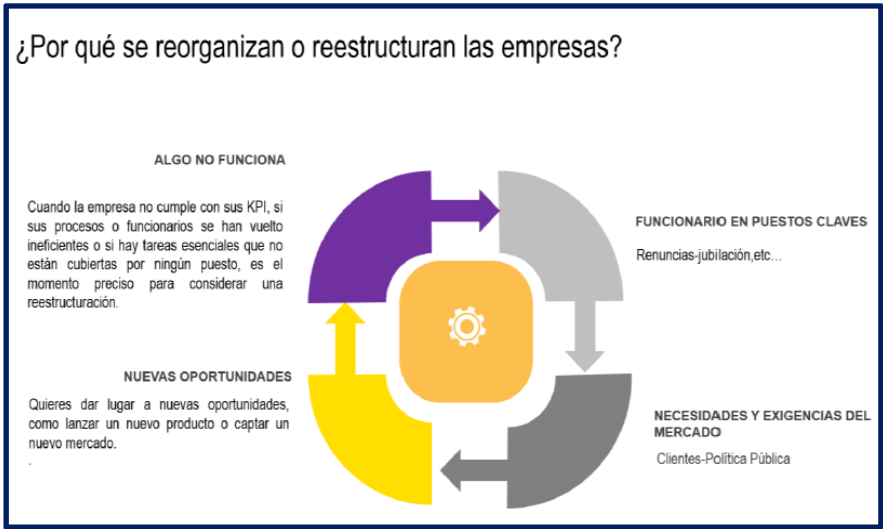 ¿Por qué se reorganizan o reestructuran las empresas?
ALGO NO FUNCIONA
Cuando la empresa no cumple con sus KPI, si
sus procesos o funcionarios se han vuelto
ineficientes o si hay tareas esenciales que no
están cubiertas por ningún puesto, es el
momento preciso para considerar una
reestructuración.
FUNCIONARIO EN PUESTOS CLAVES
Renuncias-jubilación,etc...
NECESIDADES Y EXIGENCIAS DEL
MERCADO
Clientes-Política Pública
NUEVAS OPORTUNIDADES
Quieres dar lugar a nuevas oportunidades,
como lanzar un nuevo producto o captar un
nuevo mercado.
.